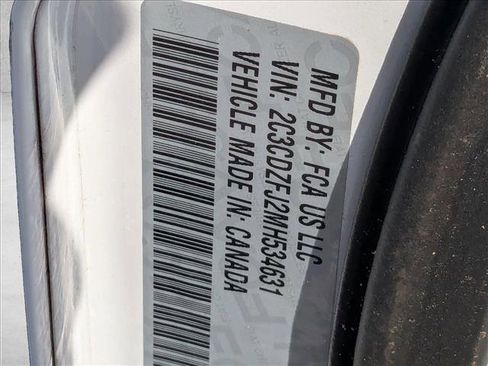 MFD BY: FCA US LLC
VIN: 2C3CDZFJ2MH534631
VEHICLE MADE IN: CANADA